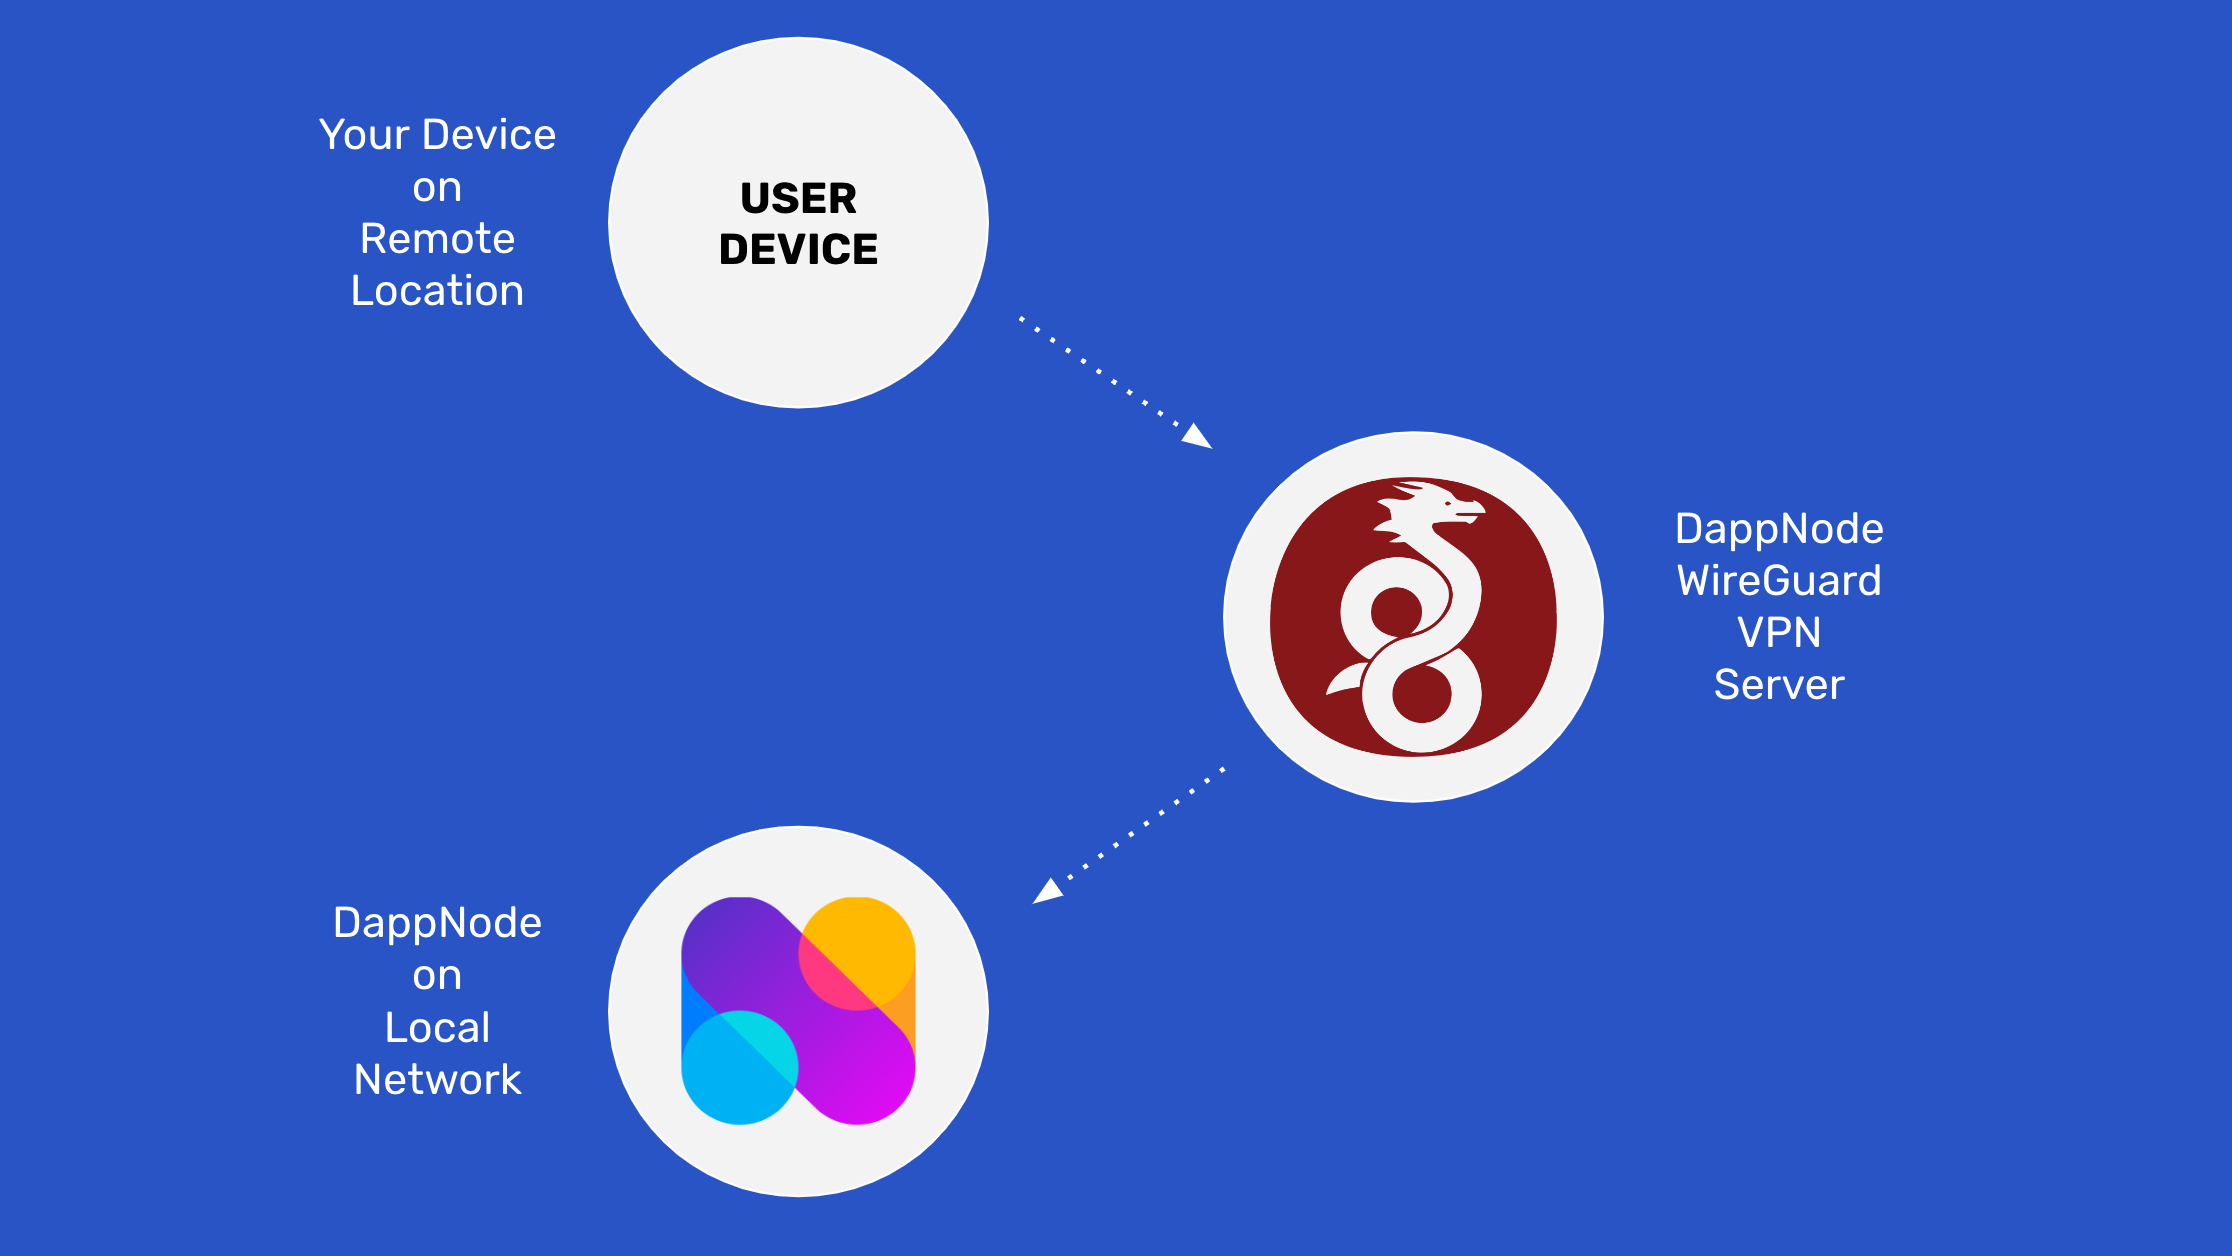 Your Device
on
Remote
Location
USER
DEVICE
DappNode
WireGuard
VPN
Server
DappNode
on
Local
Network